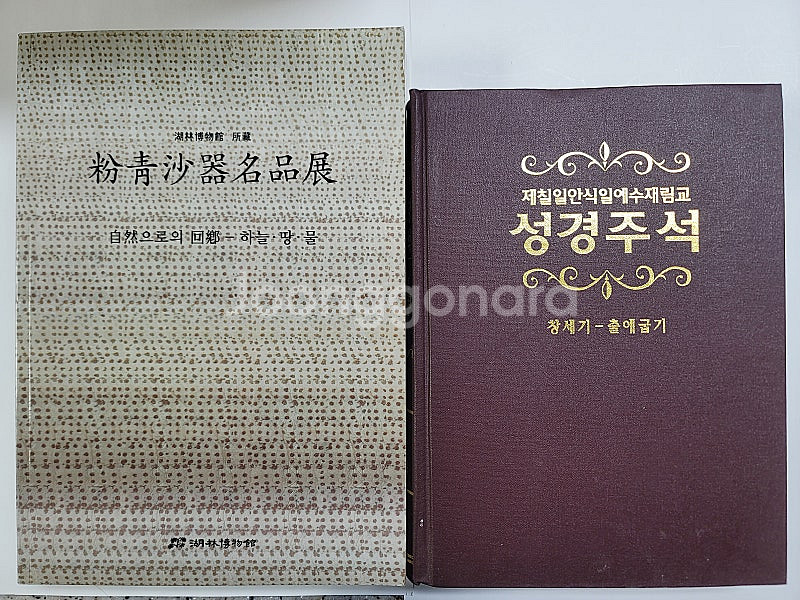 湖林博物館 所藏
粉靑沙器名品展
自然으로의 回鄕 - 하늘·땅·물
湖林博物館
제칠일안식일예수재림교
성경주석
창세기 - 출애굽기
Joonggonara